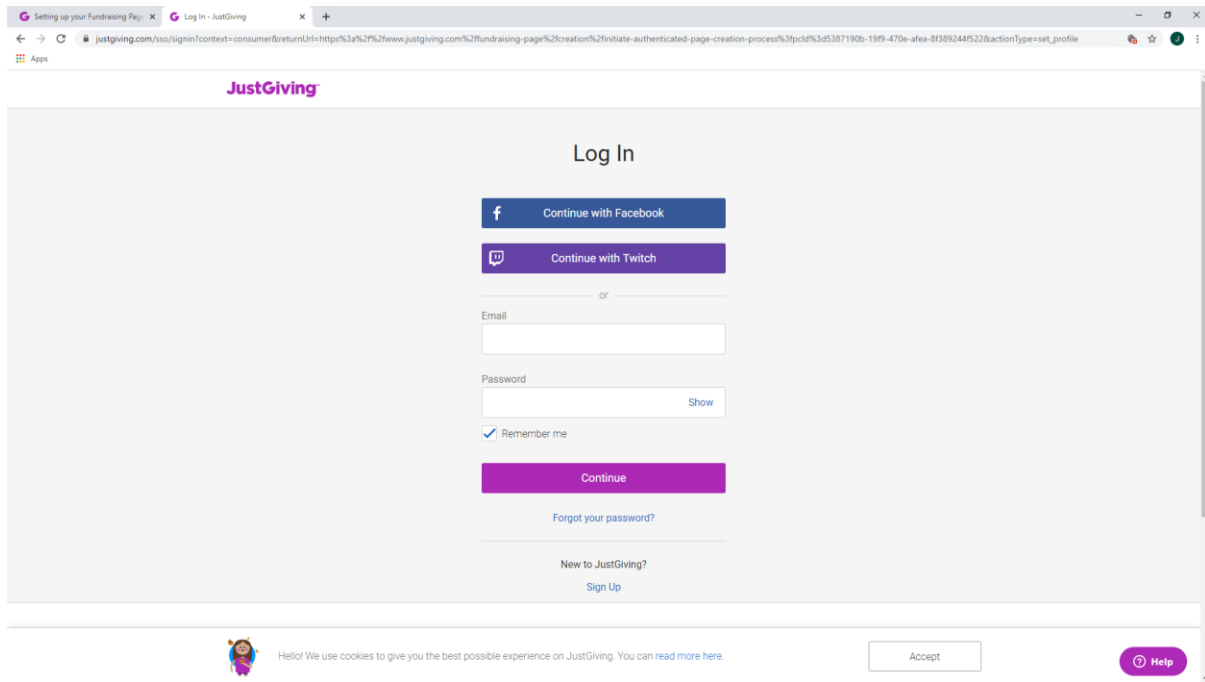 Setting up your Fundraising Page
Log In - JustGiving
justgiving.com/sso/signin?context=consumer&returnUrl=https%3a%2f%2fwww.justgiving.com%2ffundraising-page%2fcreation%2finitiate-authenticated-page-creation-process%3fpcId%3d5387190b-19f9-470e-afea-8f389244f522&actionType=set_profile
J
Apps
JustGiving
Log In
Continue with Facebook
Continue with Twitch
or
Email
Password
Show
Remember me
Continue
Forgot your password?
New to JustGiving?
Sign Up
Hello! We use cookies to give you the best possible experience on JustGiving. You can read more here.
Accept
Help